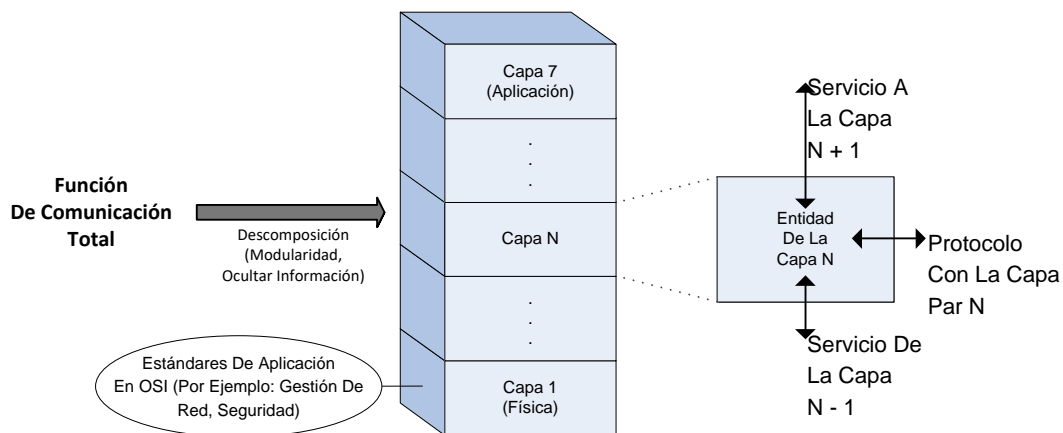 Función
De Comunicación
Total
Descomposición
(Modularidad,
Ocultar Información)
Estándares De Aplicación
En OSI (Por Ejemplo: Gestión De
Red, Seguridad)
Capa 7
(Aplicación)
.
.
.
Capa N
.
.
.
Capa 1
(Física)
Servicio A
La Capa
N + 1
Entidad
De La
Capa N
Protocolo
Con La Capa
Par N
Servicio De
La Capa
N - 1